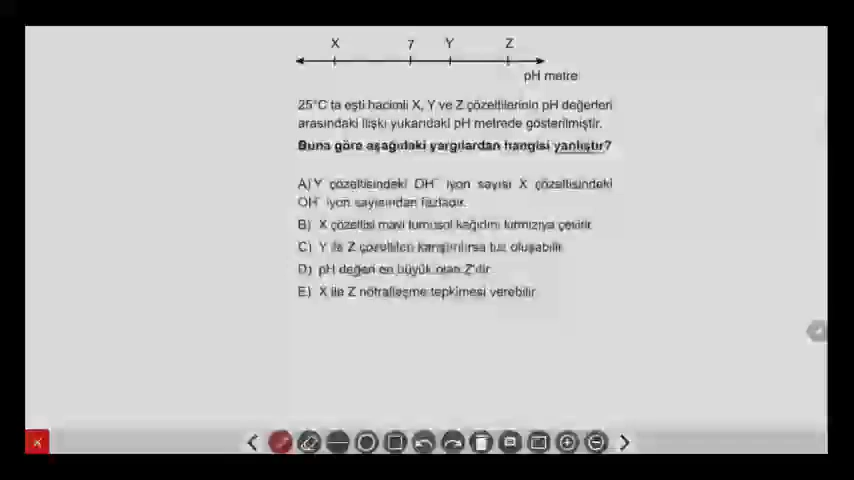 X 7 Y Z
pH metre
25°C ta eşit hacimli X, Y ve Z çözeltilerinin pH değerleri
arasındaki ilişki yukarıdaki pH metrede gösterilmiştir.
Buna göre aşağıdaki yargılardan hangisi yanlıştır?
A) Y çözeltisindeki OH⁻ iyon sayısı X çözeltisindeki
OH⁻ iyon sayısından fazladır.
B) X çözeltisi mavi turnusol kağıdını kırmızıya çevirir.
C) Y ile Z çözeltileri karıştırılırsa tuz oluşabilir.
D) pH değeri en büyük olan Z'dir.
E) X ile Z nötralleşme tepkimesi verebilir.